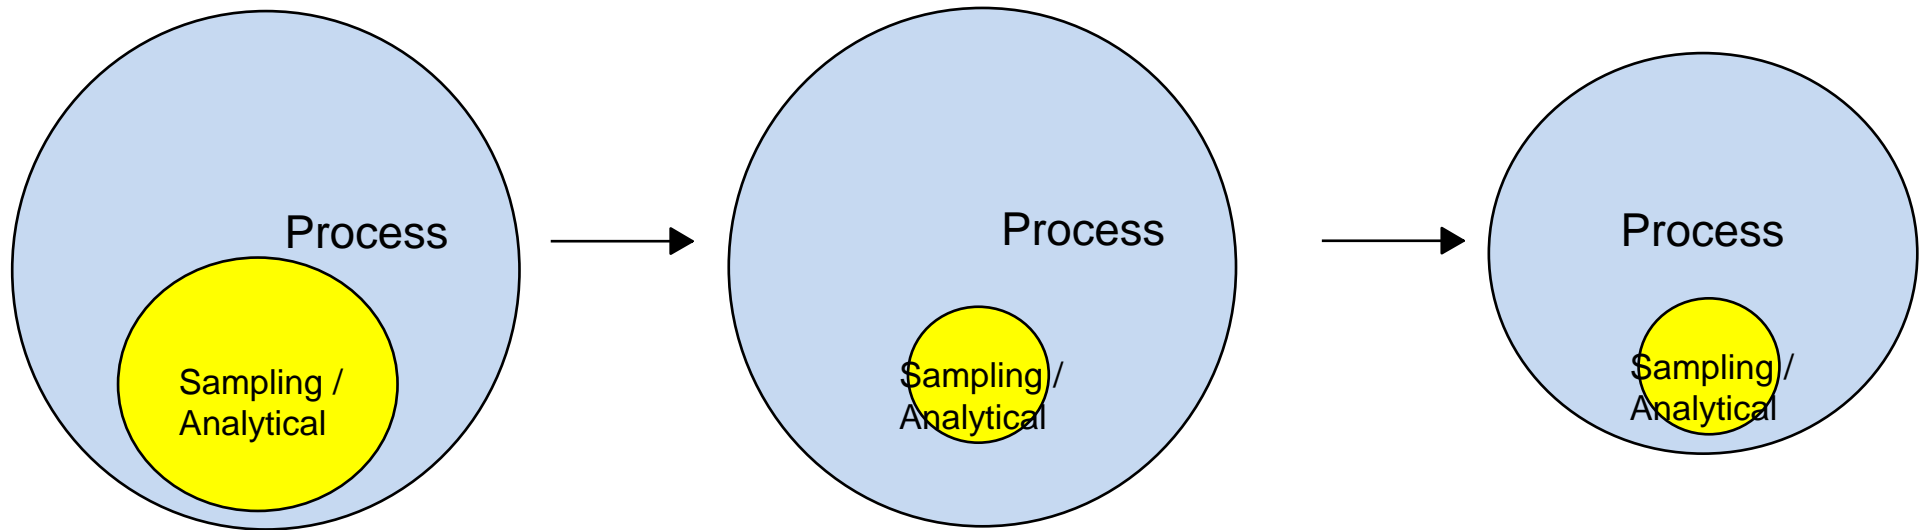 Process
Sampling /
Analytical
Process
Sampling /
Analytical
Process
Sampling /
Analytical